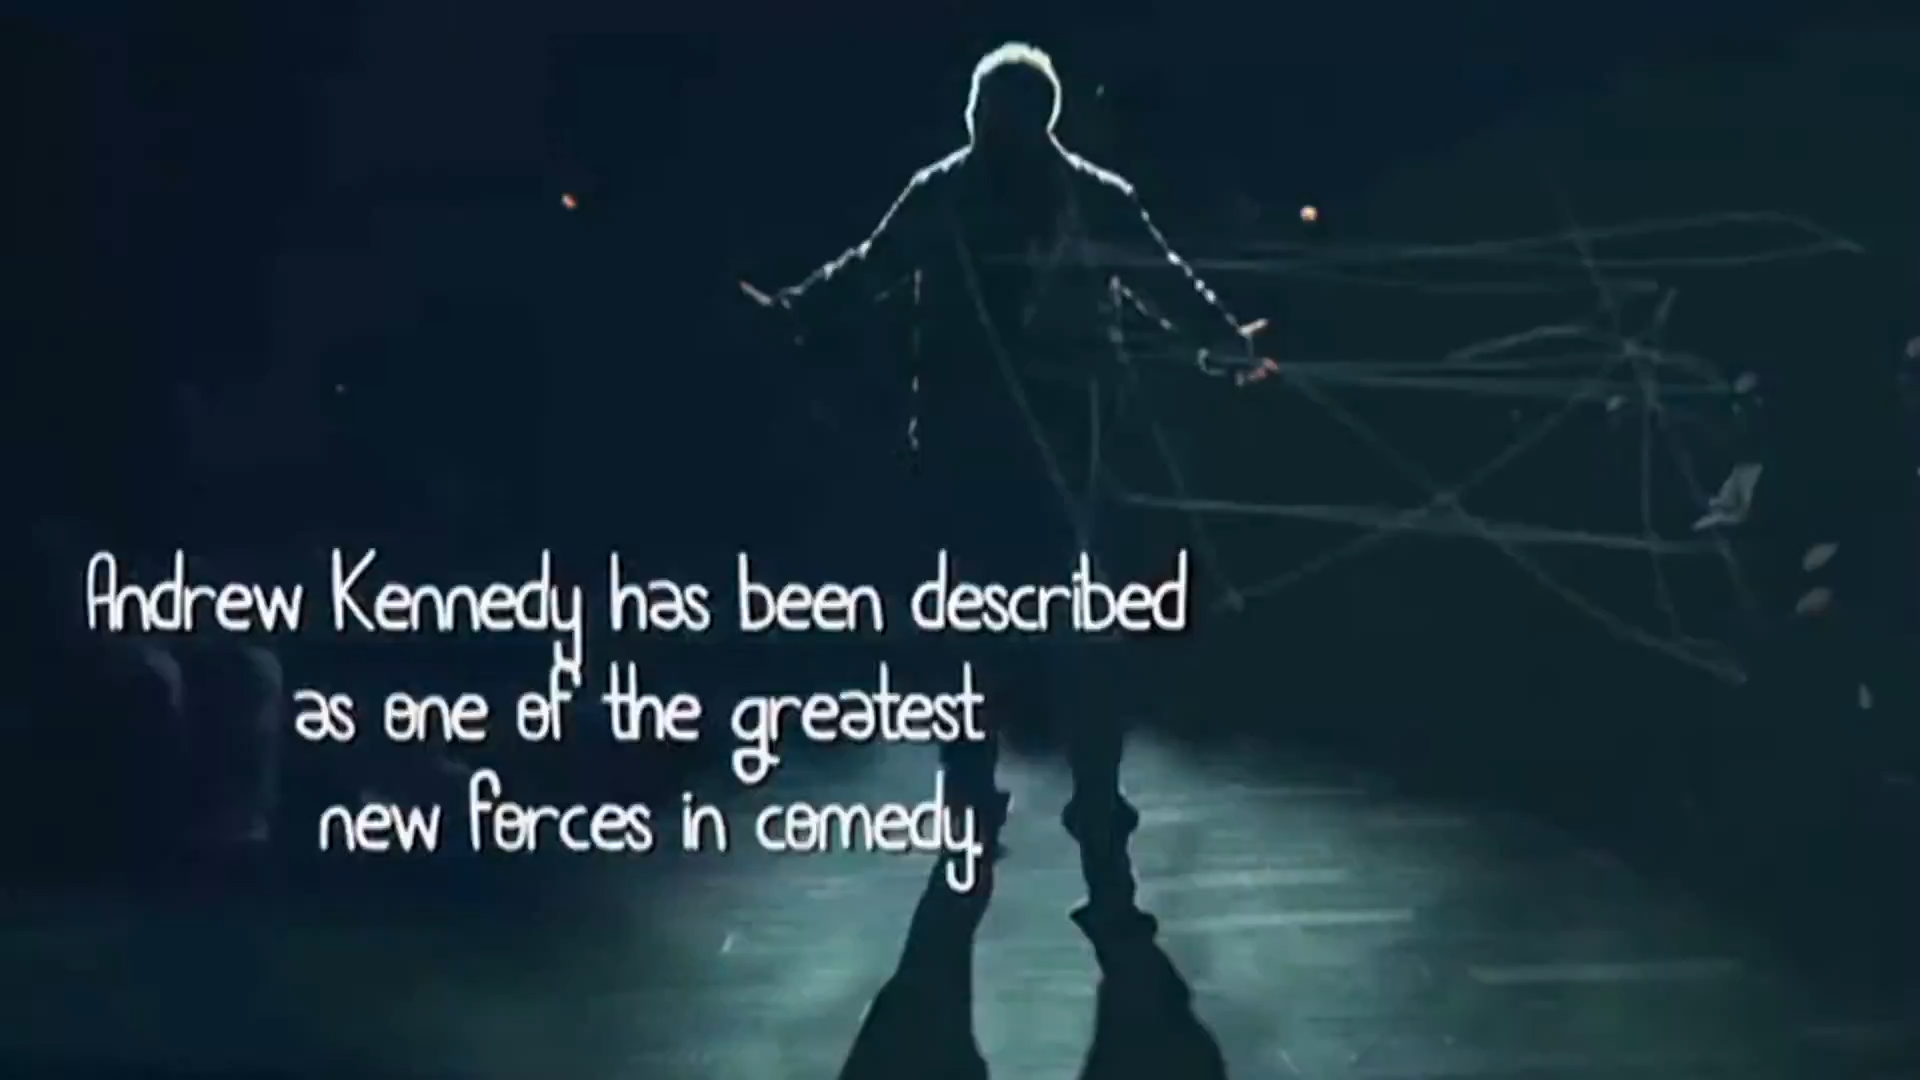 Andrew Kennedy has been described
as one of the greatest
new forces in comedy.